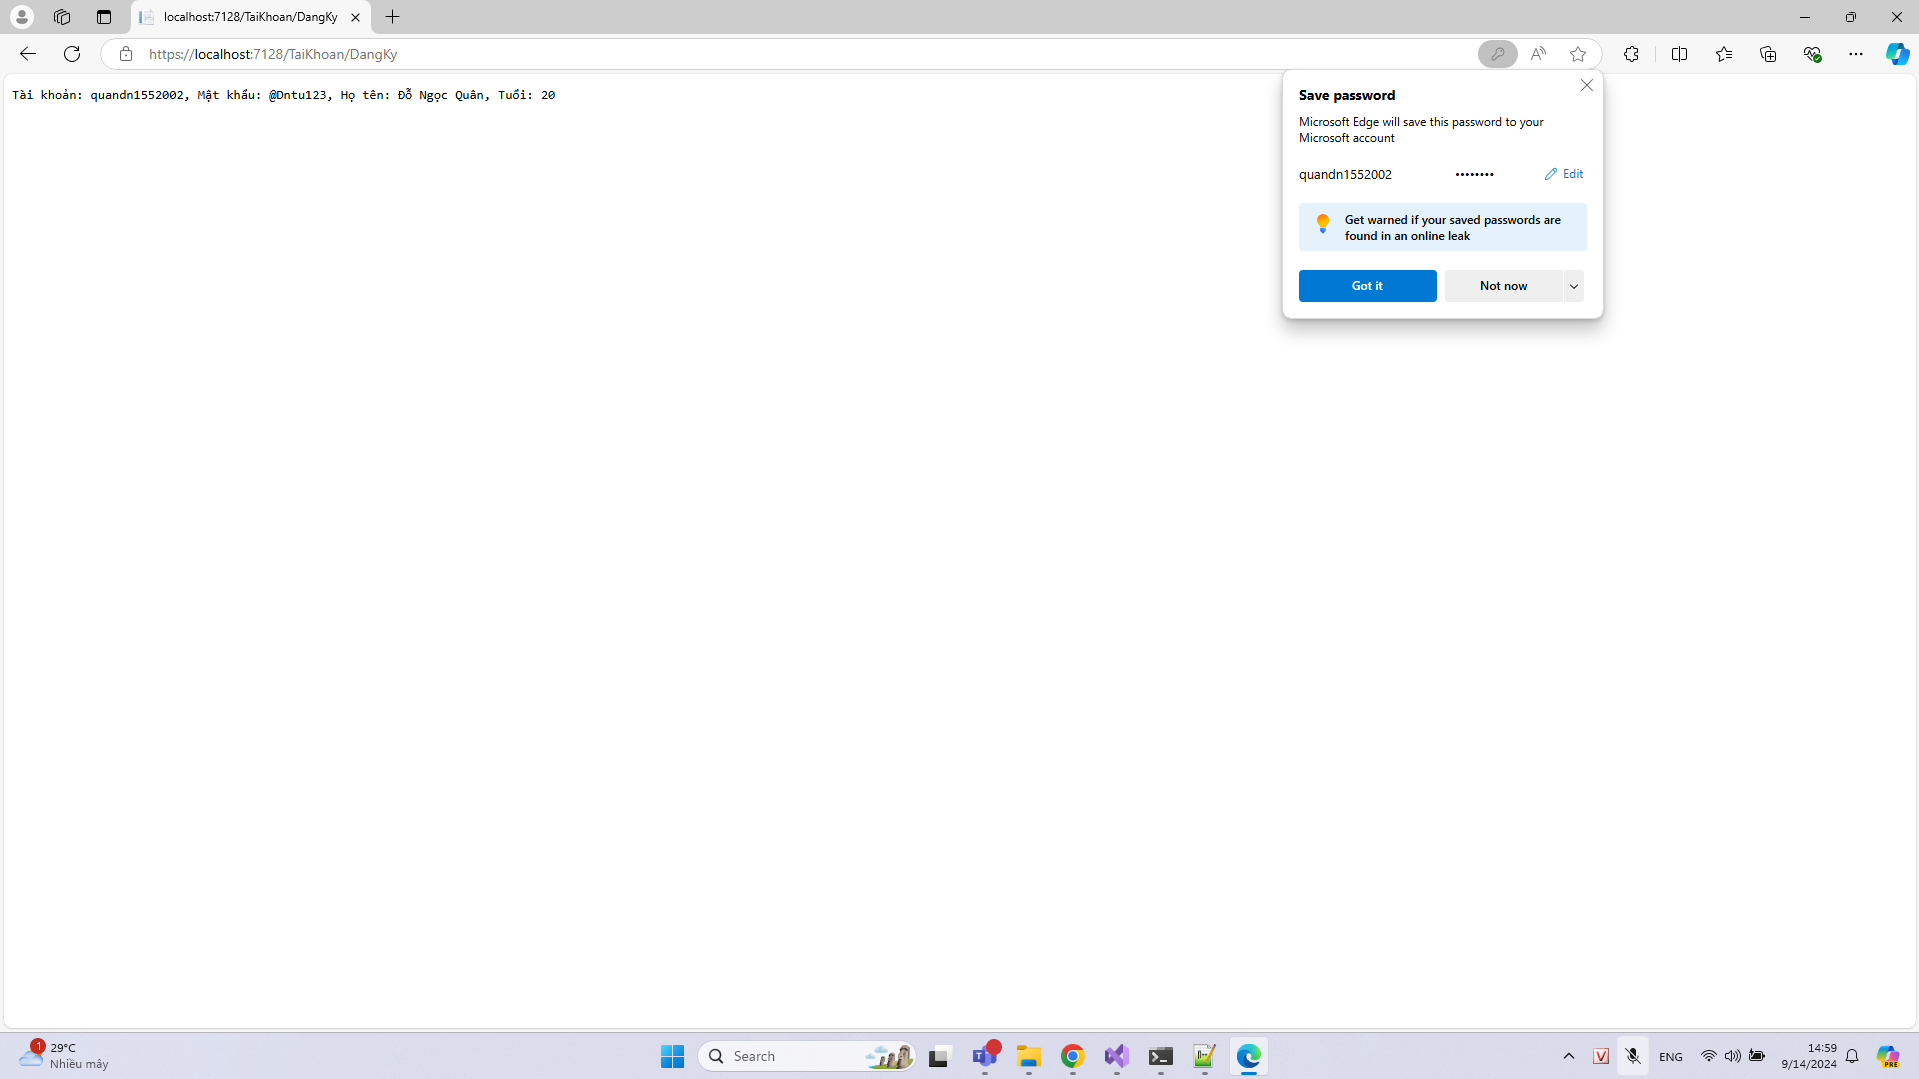 localhost:7128/TaiKhoan/DangKy
https://localhost:7128/TaiKhoan/DangKy
Tài khoản: quandn1552002, Mật khẩu: @Dntu123, Họ tên: Đỗ Ngọc Quân, Tuổi: 20
Save password
Microsoft Edge will save this password to your
Microsoft account
quandn1552002 •••••••• Edit
Get warned if your saved passwords are
found in an online leak
Got it Not now
1
29°C
Nhiều mây
Search
ENG
14:59
9/14/2024
PRE